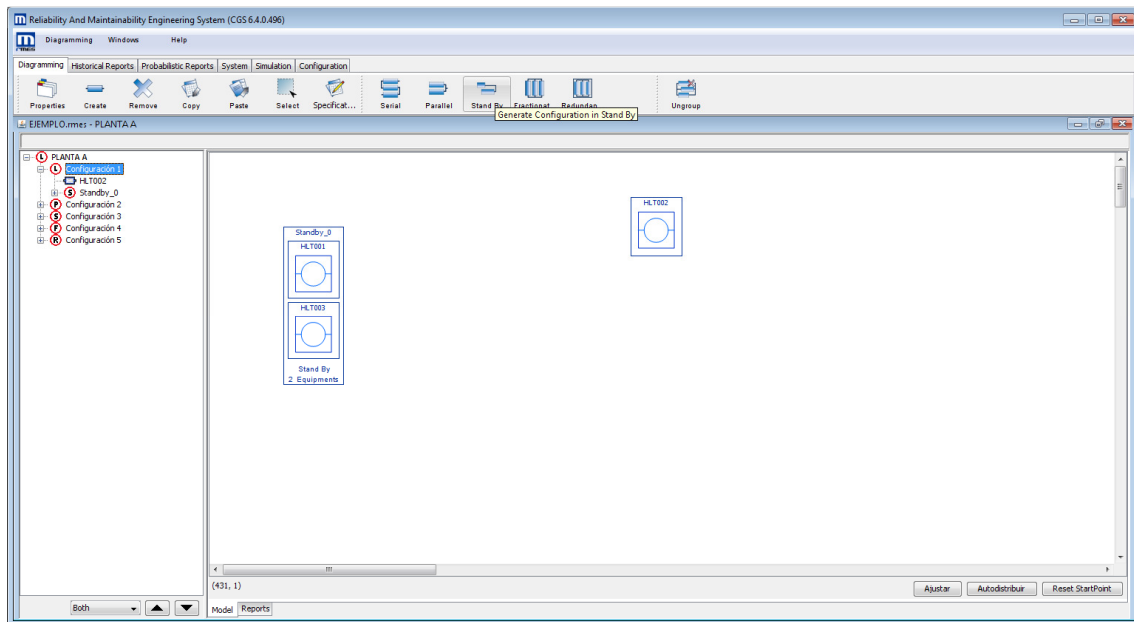 Reliability And Maintainability Engineering System (CGS 6.4.0.496)
Diagramming Windows Help
Diagramming Historical Reports Probabilistic Reports System Simulation Configuration
Properties Create Remove Copy Paste Select Specificat... Serial Parallel Stand By Fractionat Redundan Ungroup
Generate Configuration in Stand By
EJEMPLO.rmes - PLANTA A
L PLANTA A
L Configuración 1
HLT002
S Standby_0
P Configuración 2
S Configuración 3
F Configuración 4
R Configuración 5
HLT002
Standby_0
HLT001
HLT003
Stand By
2 Equipments
(431, 1)
Ajustar Autodistribuir Reset StartPoint
Both
Model Reports